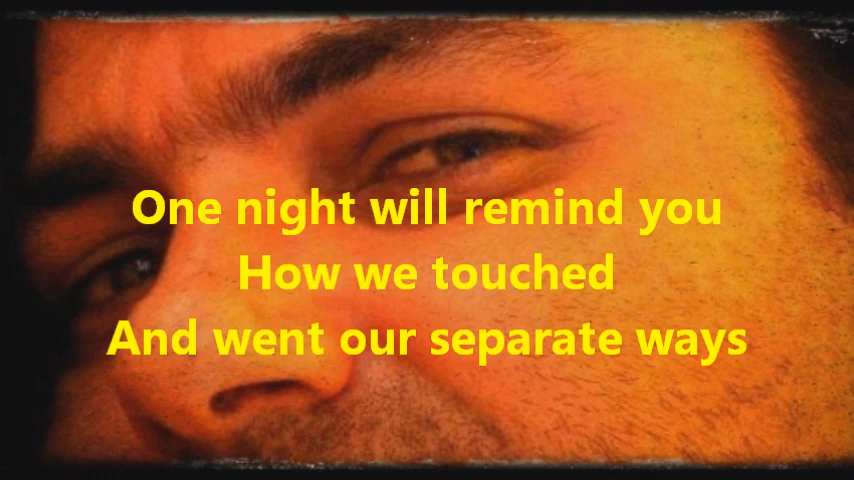 One night will remind you
How we touched
And went our separate ways